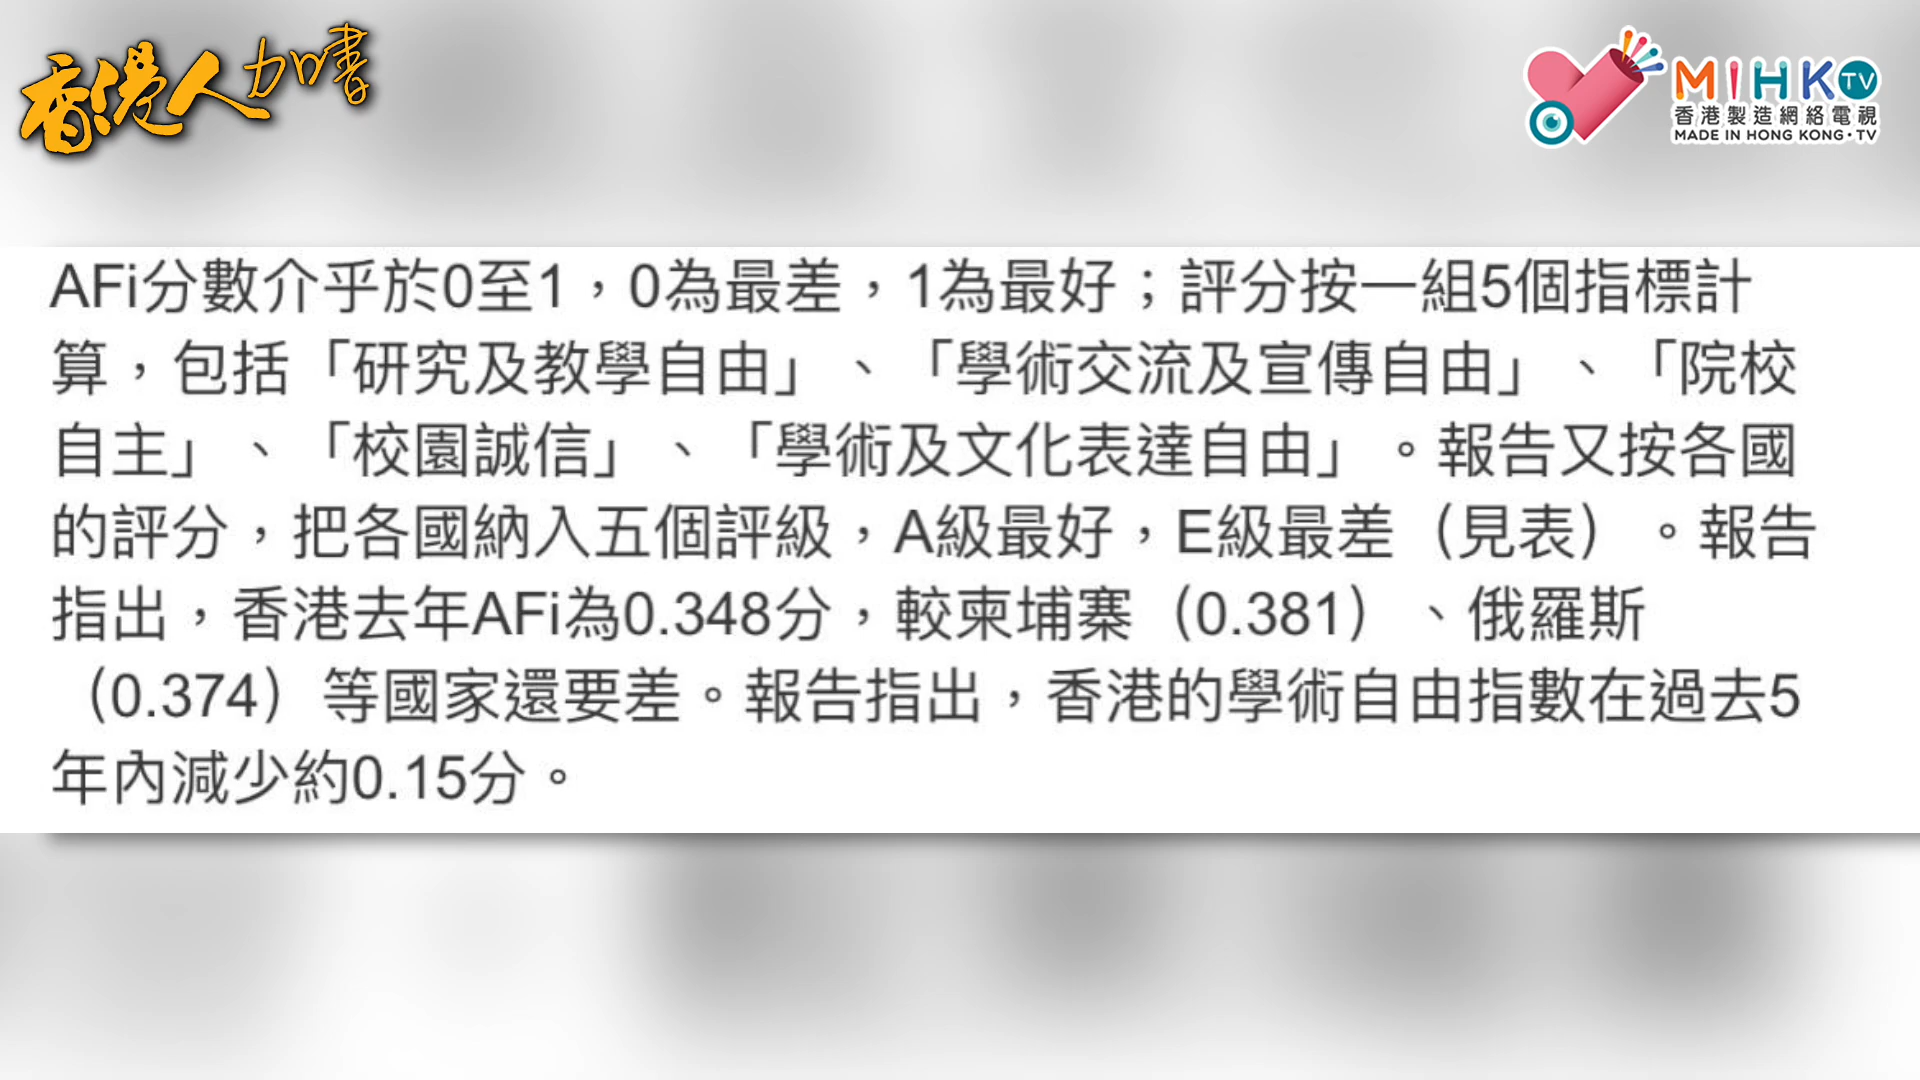 香港人加晝
MIHK TV
香港製造網絡電視
MADE IN HONG KONG·TV
AFi分數介乎於0至1，0為最差，1為最好；評分按一組5個指標計
算，包括「研究及教學自由」、「學術交流及宣傳自由」、「院校
自主」、「校園誠信」、「學術及文化表達自由」。報告又按各國
的評分，把各國納入五個評級，A級最好，E級最差（見表）。報告
指出，香港去年AFi為0.348分，較柬埔寨（0.381）、俄羅斯
（0.374）等國家還要差。報告指出，香港的學術自由指數在過去5
年內減少約0.15分。